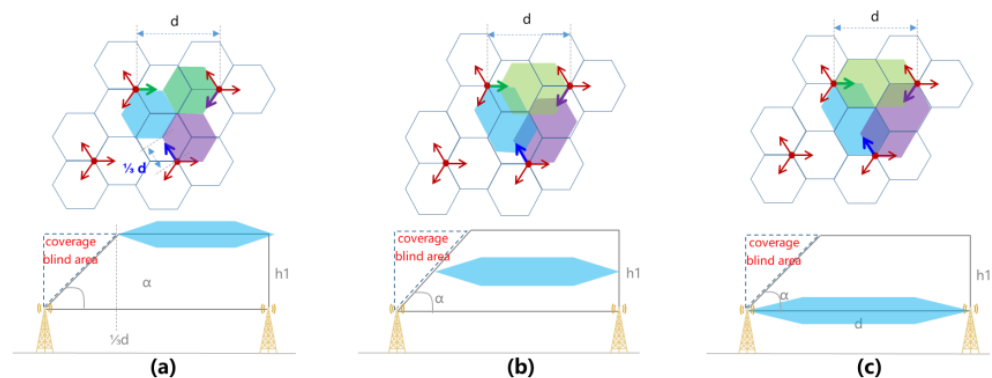 d
⅓ d
coverage
blind area
α
h1
⅓d
(a)
d
coverage
blind area
α
h1
(b)
d
coverage
blind area
α
h1
d
(c)